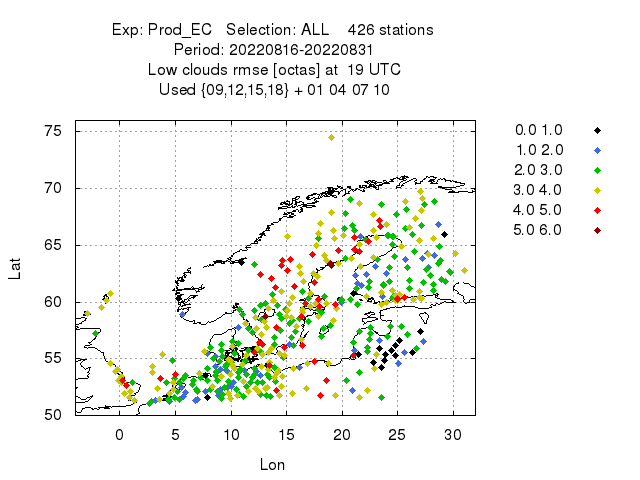 Exp: Prod_EC   Selection: ALL    426 stations
Period: 20220816-20220831
Low clouds rmse [octas] at  19 UTC
Used {09,12,15,18} + 01 04 07 10
75
70
65
60
55
50
Lat
0 5 10 15 20 25 30
Lon
0.0 1.0
1.0 2.0
2.0 3.0
3.0 4.0
4.0 5.0
5.0 6.0